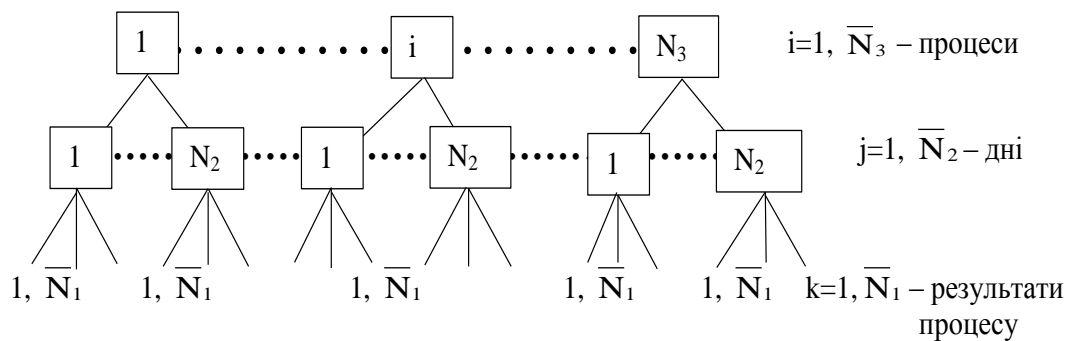 1 i N₃ i=1, N̅₃ – процеси
1 N₂ 1 N₂ 1 N₂ j=1, N̅₂ – дні
1, N̅₁ 1, N̅₁ 1, N̅₁ 1, N̅₁ 1, N̅₁ k=1, N̅₁ – результати
процесу